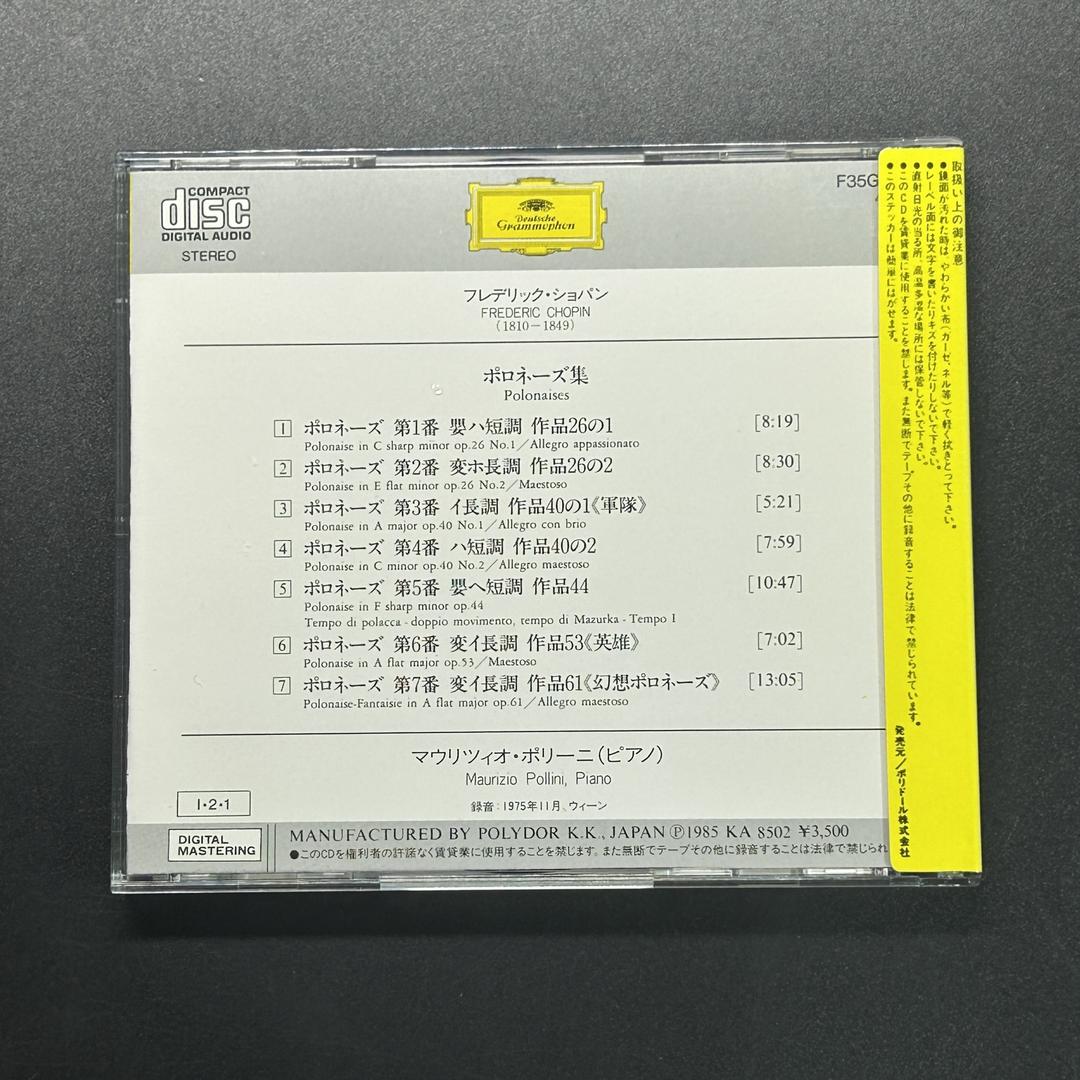 COMPACT
disc
DIGITAL AUDIO
STEREO
Deutsche
Grammophon
F35G
フレデリック・ショパン
FREDERIC CHOPIN
(1810-1849)
ポロネーズ集
Polonaises
1 ポロネーズ 第1番 嬰ハ短調 作品26の1 [8:19]
Polonaise in C sharp minor op.26 No.1/Allegro appassionato
2 ポロネーズ 第2番 変ホ長調 作品26の2 [8:30]
Polonaise in E flat minor op.26 No.2/Maestoso
3 ポロネーズ 第3番 イ長調 作品40の1《軍隊》 [5:21]
Polonaise in A major op.40 No.1/Allegro con brio
4 ポロネーズ 第4番 ハ短調 作品40の2 [7:59]
Polonaise in C minor op.40 No.2/Allegro maestoso
5 ポロネーズ 第5番 嬰ヘ短調 作品44 [10:47]
Polonaise in F sharp minor op.44
Tempo di polacca - doppio movimento, tempo di Mazurka - Tempo I
6 ポロネーズ 第6番 変イ長調 作品53《英雄》 [7:02]
Polonaise in A flat major op.53/Maestoso
7 ポロネーズ 第7番 変イ長調 作品61《幻想ポロネーズ》 [13:05]
Polonaise-Fantaisie in A flat major op.61/Allegro maestoso
マウリツィオ・ポリーニ(ピアノ)
Maurizio Pollini, Piano
録音:1975年11月、ウィーン
1・2・1
DIGITAL
MASTERING
MANUFACTURED BY POLYDOR K.K., JAPAN Ⓟ1985 KA 8502 ¥3,500
●このCDを権利者の許諾なく賃貸業に使用することを禁じます。また無断でテープその他に録音することは法律で禁じられ
取扱い上の御注意
●鏡面が汚れた時は、やわらかい布(ガーゼ、ネル等)で軽く拭きとって下さい。
●レーベル面には文字を書いたりキズを付けたりしないで下さい。
●直射日光の当る所、高温多湿な場所には保管しないで下さい。
●このCDを賃貸業に使用することを禁じます。また無断でテープその他に録音することは法律で禁じられています。
●このステッカーは簡単にはがせます。
発売元/ポリドール株式会社